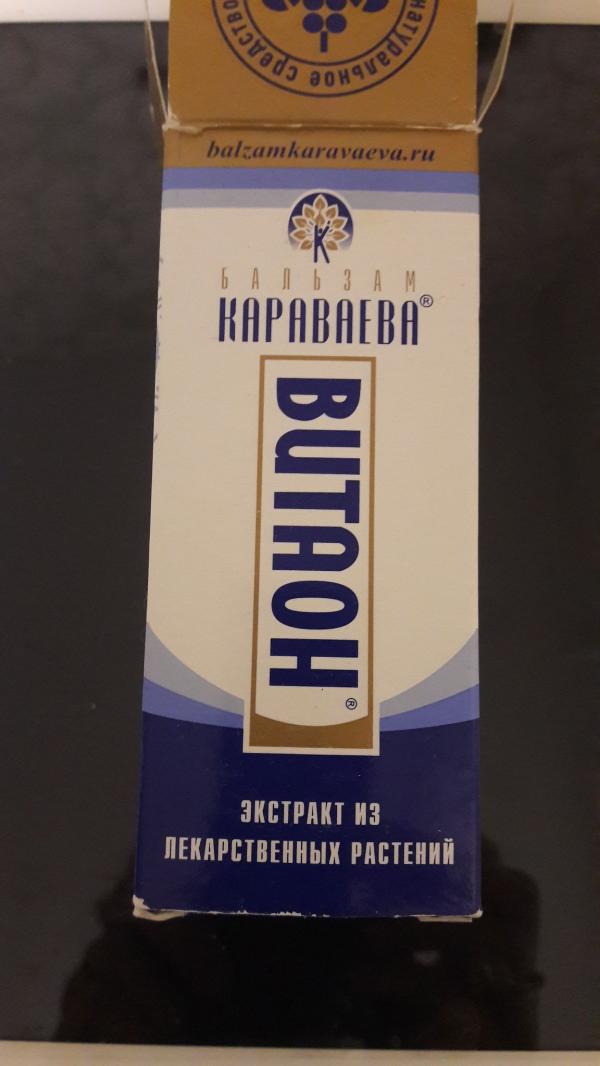 натуральное средство
balzamkaravaeva.ru
БАЛЬЗАМ
КАРАВАЕВА®
ВИТАОН®
ЭКСТРАКТ ИЗ
ЛЕКАРСТВЕННЫХ РАСТЕНИЙ